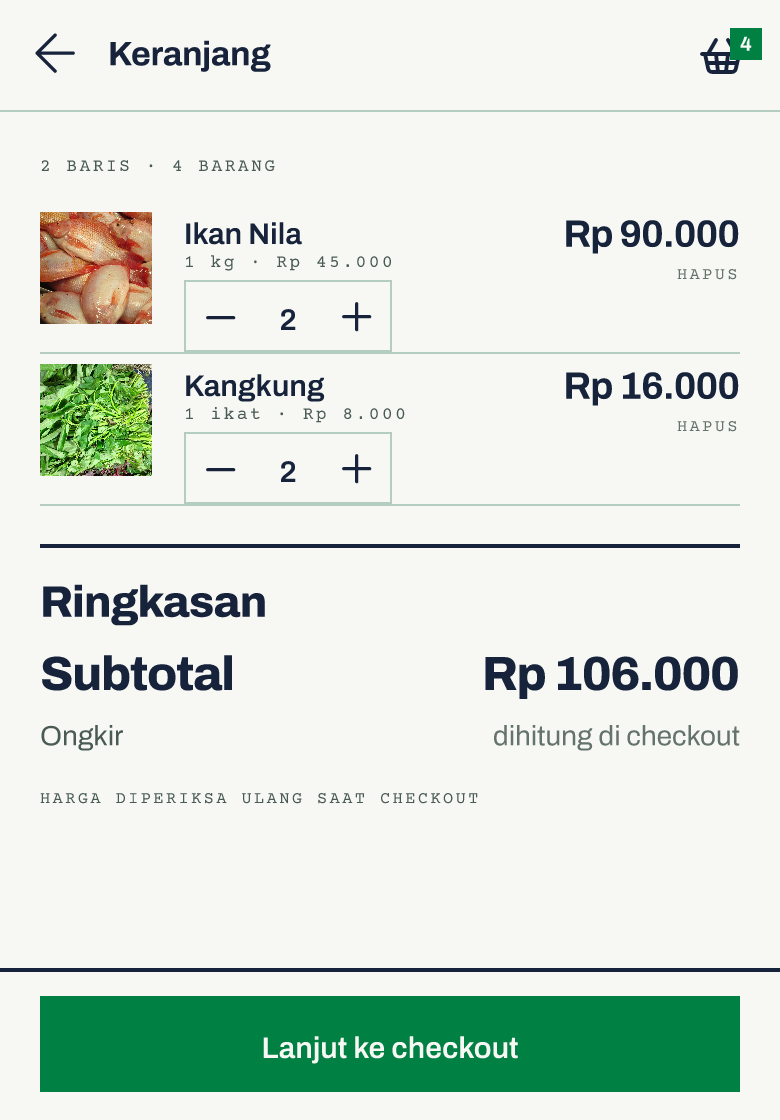 Keranjang
4
2 BARIS · 4 BARANG
Ikan Nila
Rp 90.000
1 kg · Rp 45.000
HAPUS
2
Kangkung
Rp 16.000
1 ikat · Rp 8.000
HAPUS
2
Ringkasan
Subtotal
Rp 106.000
Ongkir
dihitung di checkout
HARGA DIPERIKSA ULANG SAAT CHECKOUT
Lanjut ke checkout